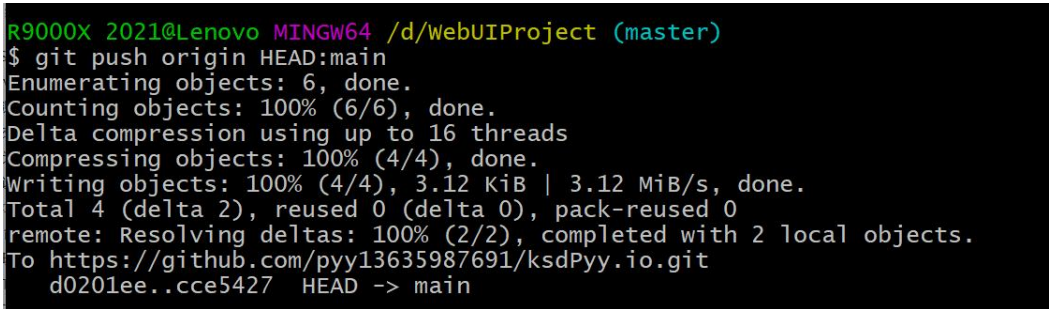 R9000X 2021@Lenovo MINGW64 /d/WebUIProject (master)
$ git push origin HEAD:main
Enumerating objects: 6, done.
Counting objects: 100% (6/6), done.
Delta compression using up to 16 threads
Compressing objects: 100% (4/4), done.
Writing objects: 100% (4/4), 3.12 KiB | 3.12 MiB/s, done.
Total 4 (delta 2), reused 0 (delta 0), pack-reused 0
remote: Resolving deltas: 100% (2/2), completed with 2 local objects.
To https://github.com/pyy13635987691/ksdPyy.io.git
   d0201ee..cce5427  HEAD -> main